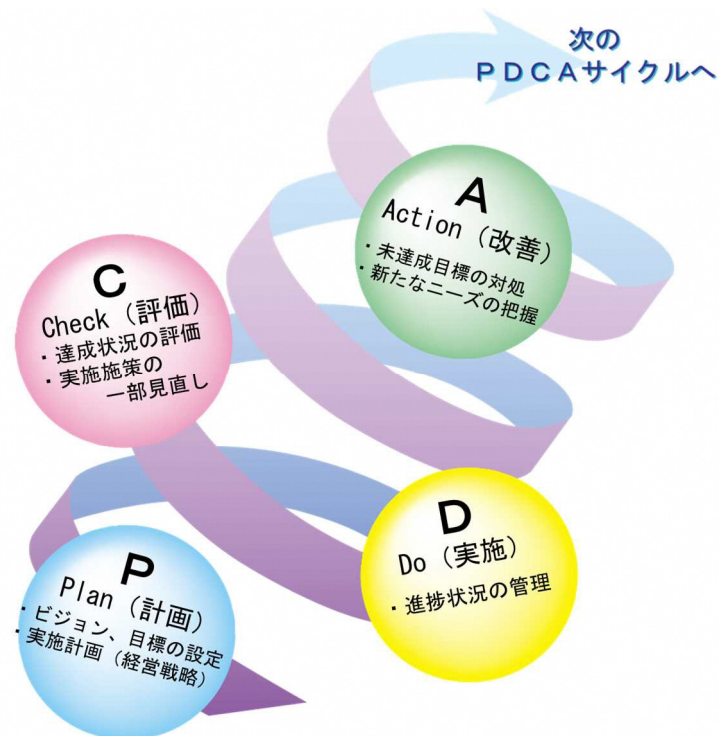 次の
PDCAサイクルへ
A
Action（改善）
・未達成目標の対処
・新たなニーズの把握
C
Check（評価）
・達成状況の評価
・実施施策の
一部見直し
D
Do（実施）
・進捗状況の管理
P
Plan（計画）
・ビジョン、目標の設定
・実施計画（経営戦略）